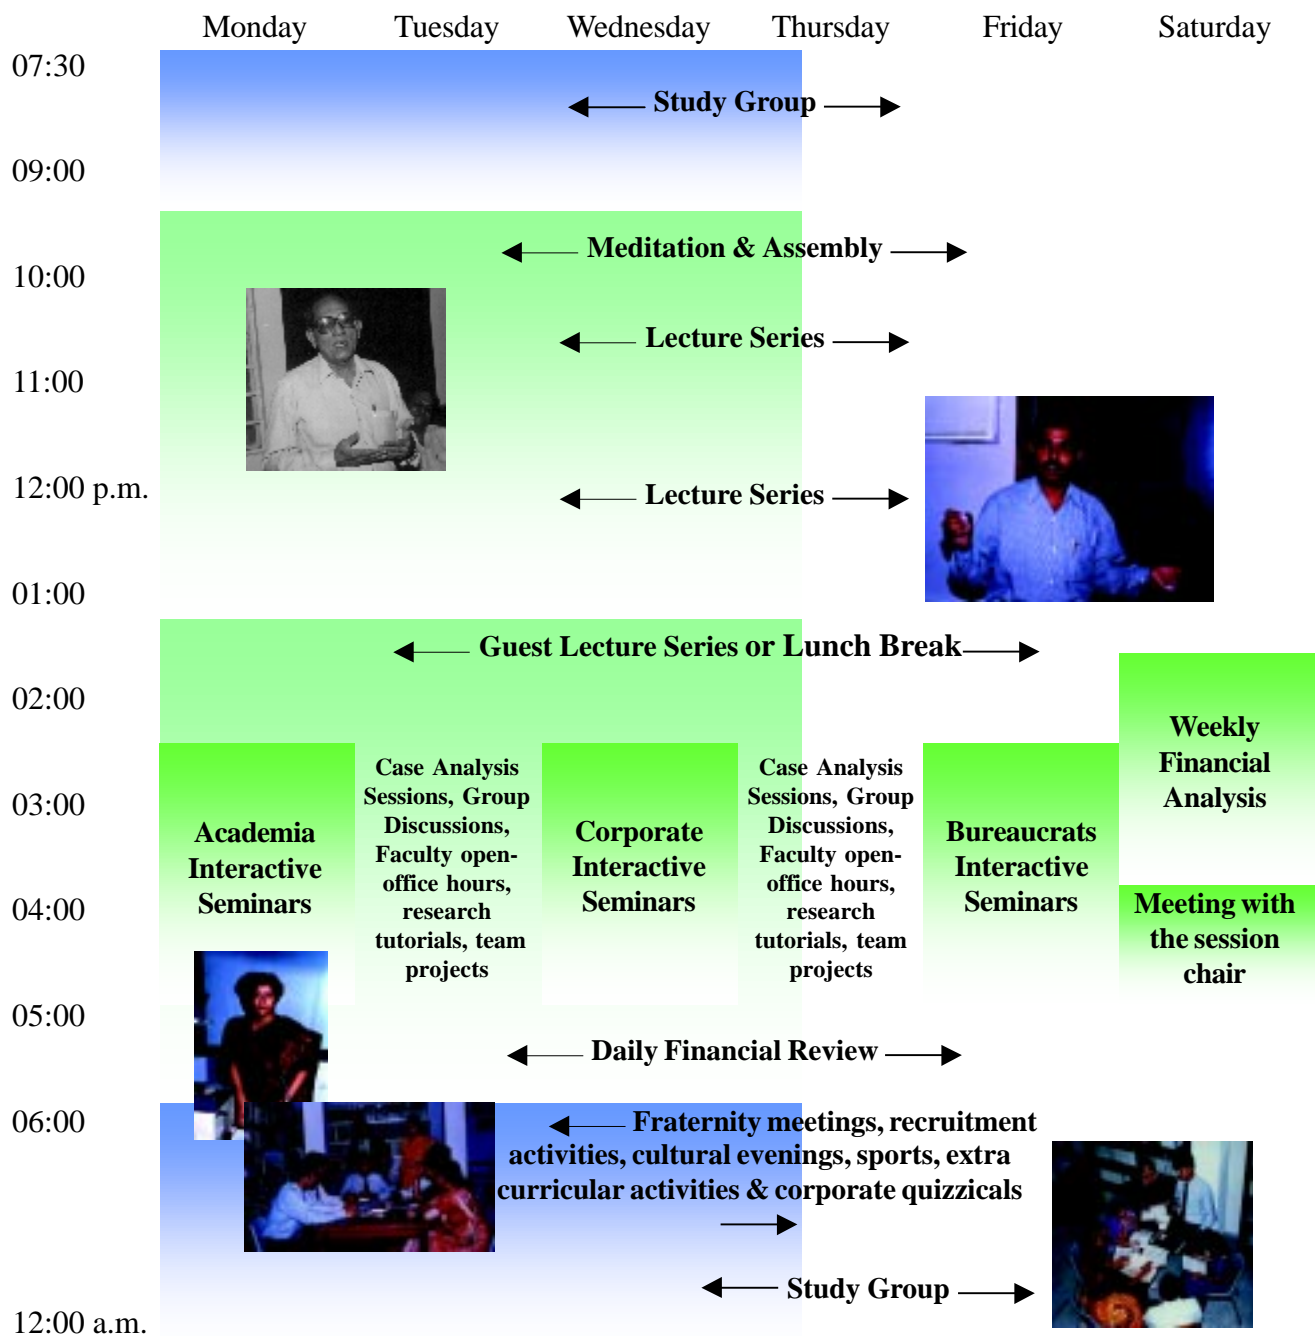 Monday Tuesday Wednesday Thursday Friday Saturday
07:30
Study Group
09:00
Meditation & Assembly
10:00
Lecture Series
11:00
12:00 p.m.
Lecture Series
01:00
Guest Lecture Series or Lunch Break
02:00
03:00
04:00
Academia
Interactive
Seminars
Case Analysis
Sessions, Group
Discussions,
Faculty open-
office hours,
research
tutorials, team
projects
Corporate
Interactive
Seminars
Case Analysis
Sessions, Group
Discussions,
Faculty open-
office hours,
research
tutorials, team
projects
Bureaucrats
Interactive
Seminars
Weekly
Financial
Analysis
Meeting with
the session
chair
05:00
Daily Financial Review
06:00
Fraternity meetings, recruitment
activities, cultural evenings, sports, extra
curricular activities & corporate quizzicals
Study Group
12:00 a.m.